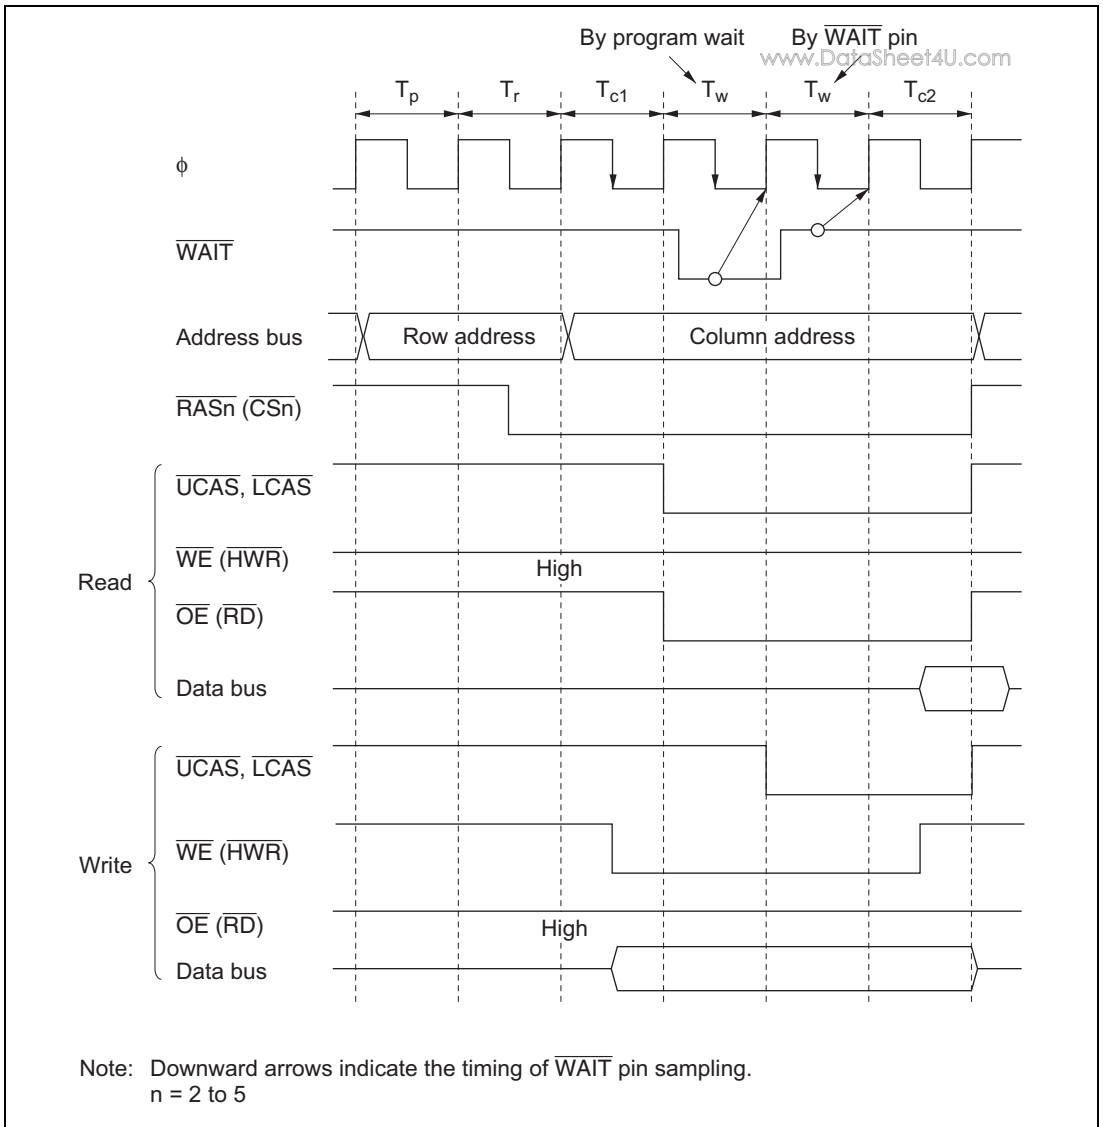 By program wait By WAIT pin
www.DataSheet4U.com
Tp Tr Tc1 Tw Tw Tc2
ϕ
WAIT
Address bus Row address Column address
RASn (CSn)
UCAS, LCAS
WE (HWR)
High
Read
OE (RD)
Data bus
UCAS, LCAS
WE (HWR)
Write
OE (RD)
High
Data bus
Note: Downward arrows indicate the timing of WAIT pin sampling.
n = 2 to 5